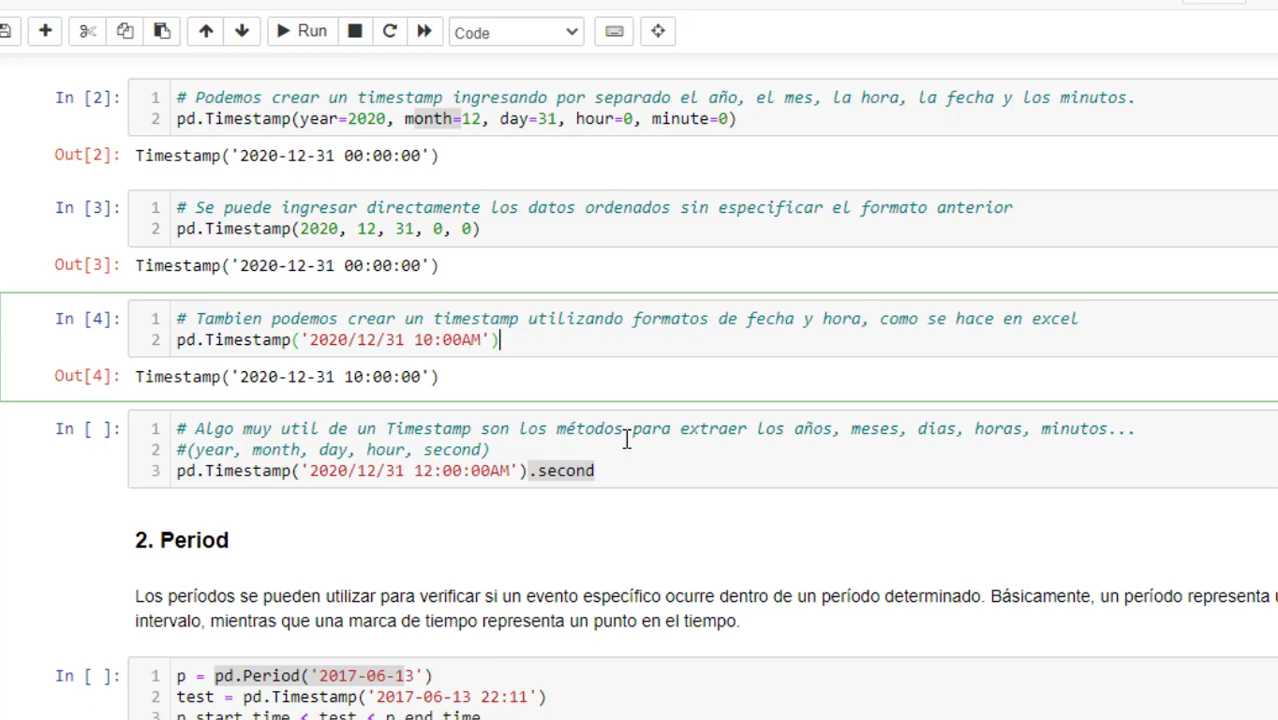 Run
Code
In [2]:
1 # Podemos crear un timestamp ingresando por separado el año, el mes, la hora, la fecha y los minutos.
2 pd.Timestamp(year=2020, month=12, day=31, hour=0, minute=0)
Out[2]: Timestamp('2020-12-31 00:00:00')
In [3]:
1 # Se puede ingresar directamente los datos ordenados sin especificar el formato anterior
2 pd.Timestamp(2020, 12, 31, 0, 0)
Out[3]: Timestamp('2020-12-31 00:00:00')
In [4]:
1 # Tambien podemos crear un timestamp utilizando formatos de fecha y hora, como se hace en excel
2 pd.Timestamp('2020/12/31 10:00AM')
Out[4]: Timestamp('2020-12-31 10:00:00')
In [ ]:
1 # Algo muy util de un Timestamp son los métodos para extraer los años, meses, dias, horas, minutos...
2 #(year, month, day, hour, second)
3 pd.Timestamp('2020/12/31 12:00:00AM').second
2. Period
Los períodos se pueden utilizar para verificar si un evento específico ocurre dentro de un período determinado. Básicamente, un período representa
intervalo, mientras que una marca de tiempo representa un punto en el tiempo.
In [ ]:
1 p = pd.Period('2017-06-13')
2 test = pd.Timestamp('2017-06-13 22:11')
3 p.start_time < test < p.end_time